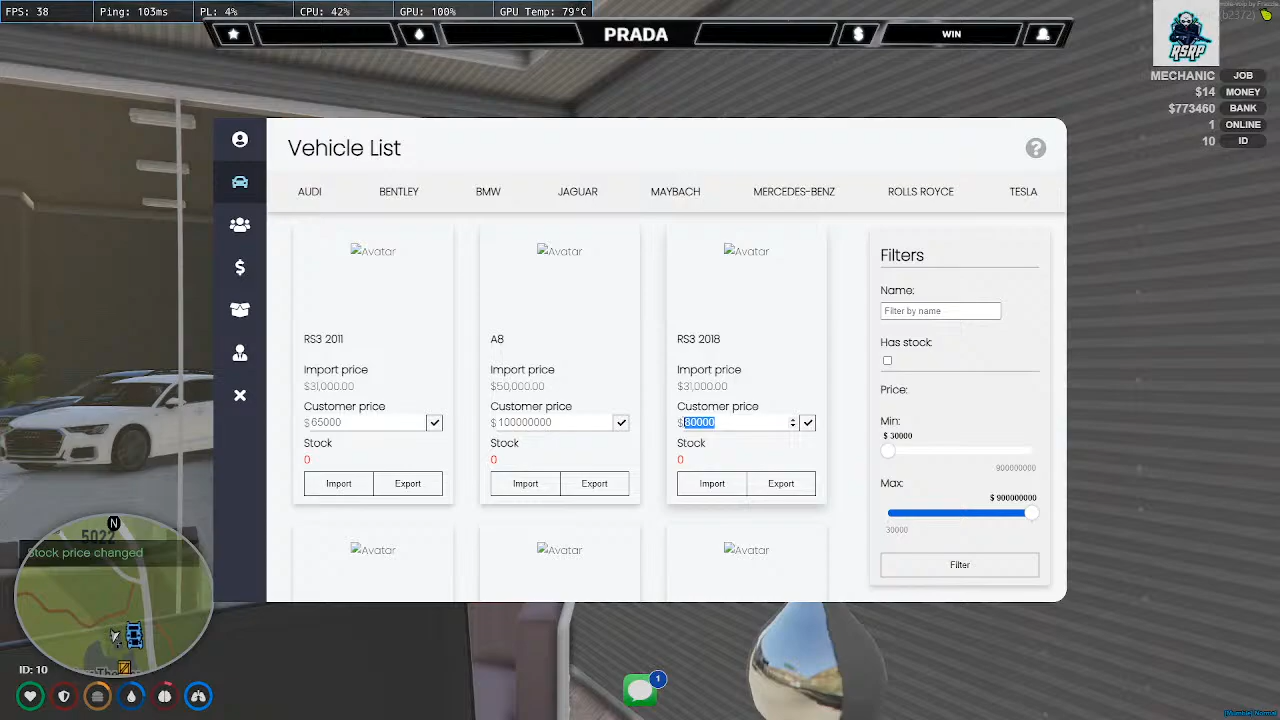 FPS: 38 Ping: 103ms PL: 4% CPU: 42% GPU: 100% GPU Temp: 79°C
PRADA
WIN
RSRP
MECHANIC JOB
$14 MONEY
$773460 BANK
1 ONLINE
10 ID
Vehicle List
?
AUDI BENTLEY BMW JAGUAR MAYBACH MERCEDES-BENZ ROLLS ROYCE TESLA
Avatar Avatar Avatar
RS3 2011 A8 RS3 2018
Import price Import price Import price
$31,000.00 $50,000.00 $31,000.00
Customer price Customer price Customer price
$65000 $100000000 $80000
Stock Stock Stock
0 0 0
Import Export Import Export Import Export
Avatar Avatar Avatar
Filters
Name:
Filter by name
Has stock:
Price:
Min:
$ 30000
900000000
Max:
$ 900000000
30000
Filter
N
5022
Stock price changed
ID: 10
1